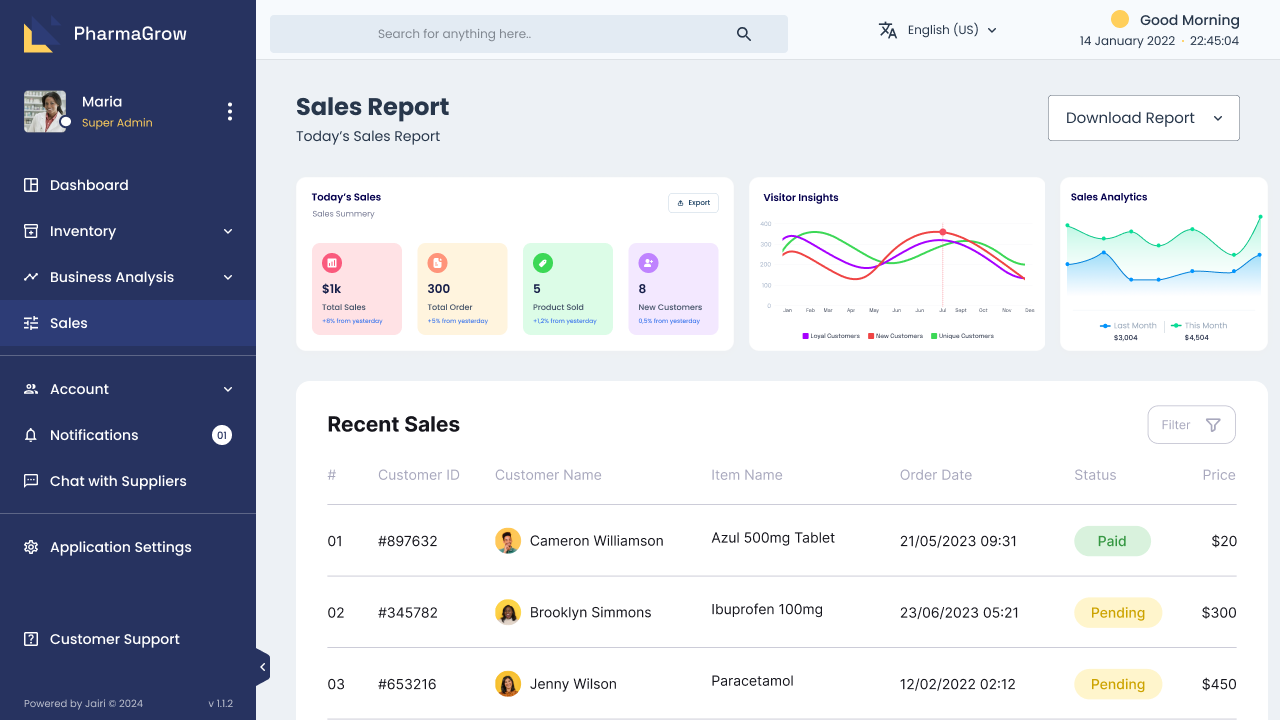 PharmaGrow
Search for anything here..
English (US)
Good Morning
14 January 2022 · 22:45:04
Maria
Super Admin
Dashboard
Inventory
Business Analysis
Sales
Account
Notifications
01
Chat with Suppliers
Application Settings
Customer Support
Powered by Jairi © 2024
v 1.1.2
Sales Report
Today's Sales Report
Download Report
Today's Sales
Sales Summery
Export
$1k
Total Sales
+8% from yesterday
300
Total Order
+5% from yesterday
5
Product Sold
+1,2% from yesterday
8
New Customers
0,5% from yesterday
Visitor Insights
400
300
200
100
0
Jan Feb Mar Apr May Jun Jun Jul Sept Oct Nov Des
Loyal Customers New Customers Unique Customers
Sales Analytics
Last Month This Month
$3,004 $4,504
Recent Sales
Filter
# Customer ID Customer Name Item Name Order Date Status Price
01 #897632 Cameron Williamson Azul 500mg Tablet 21/05/2023 09:31 Paid $20
02 #345782 Brooklyn Simmons Ibuprofen 100mg 23/06/2023 05:21 Pending $300
03 #653216 Jenny Wilson Paracetamol 12/02/2022 02:12 Pending $450